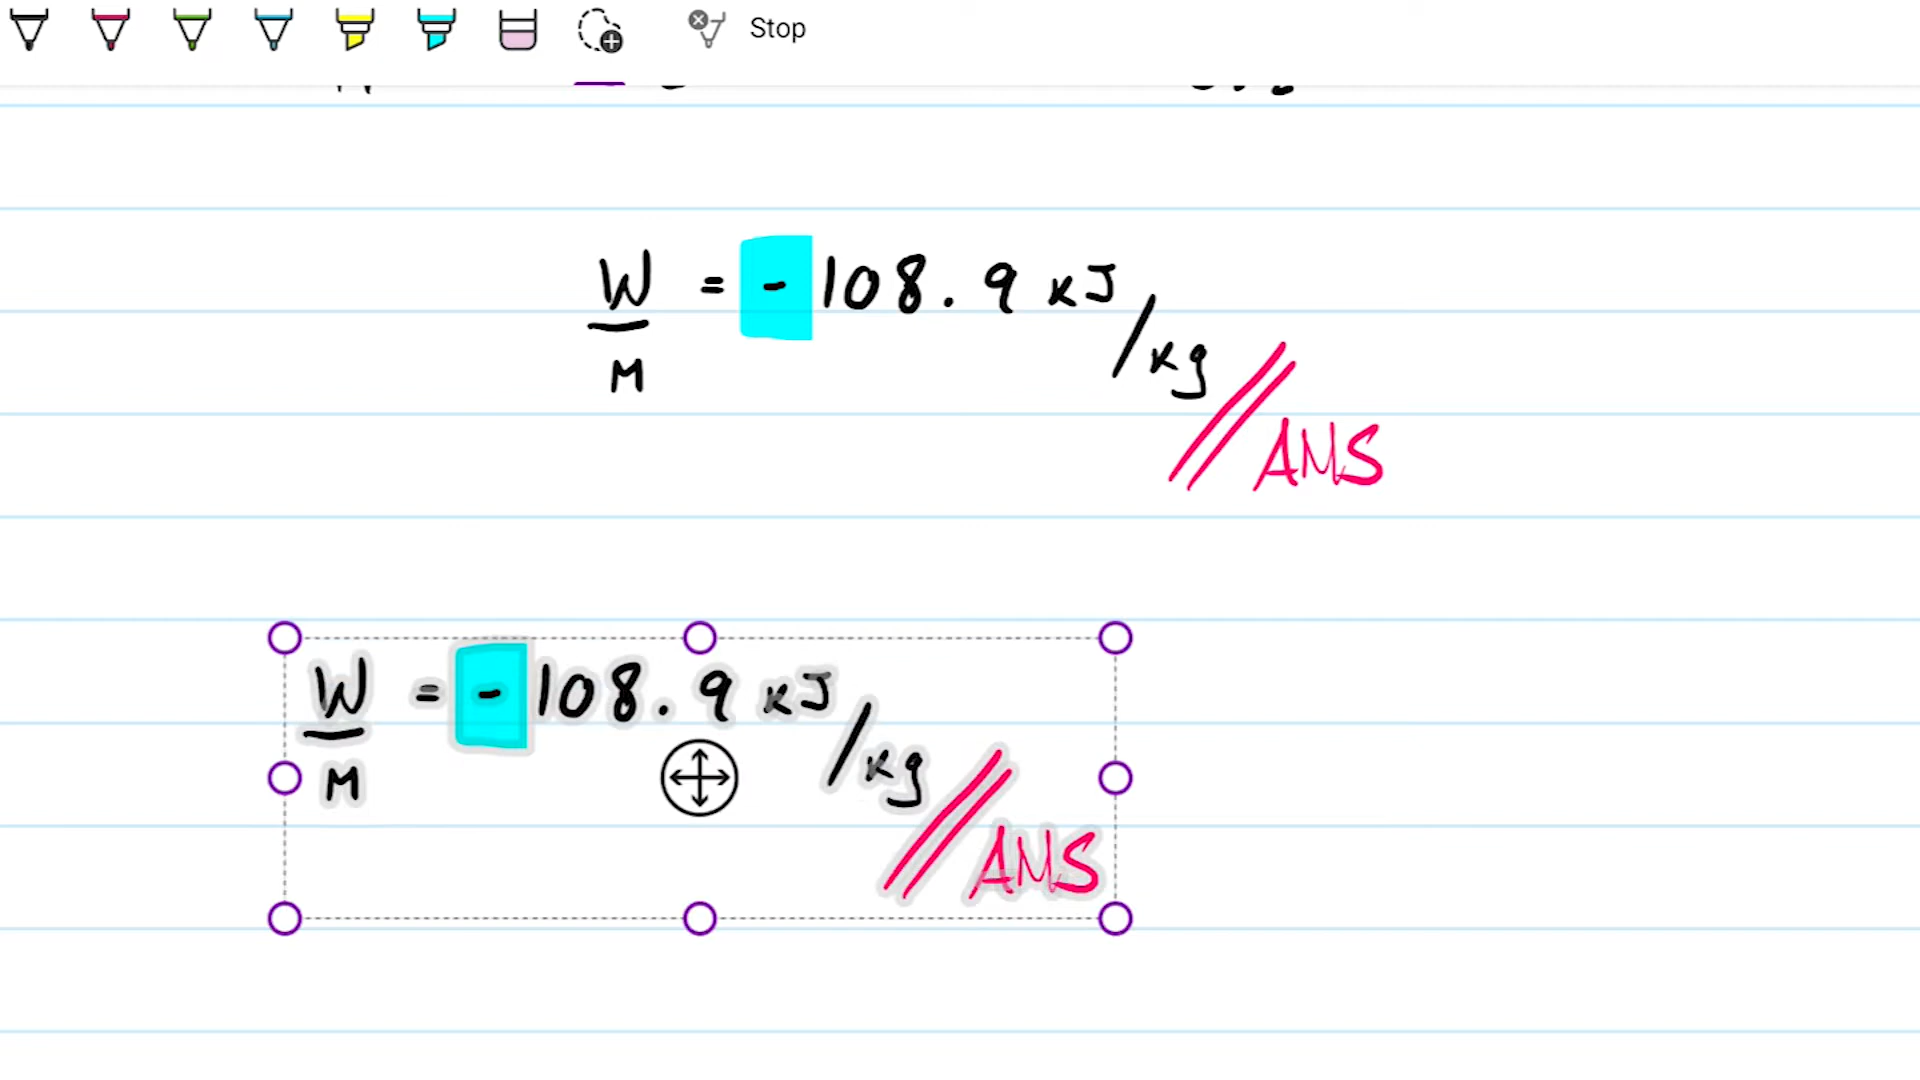 Stop
W = - 108.9 KJ
M /kg
ANS
W = - 108.9 KJ
M /kg
ANS